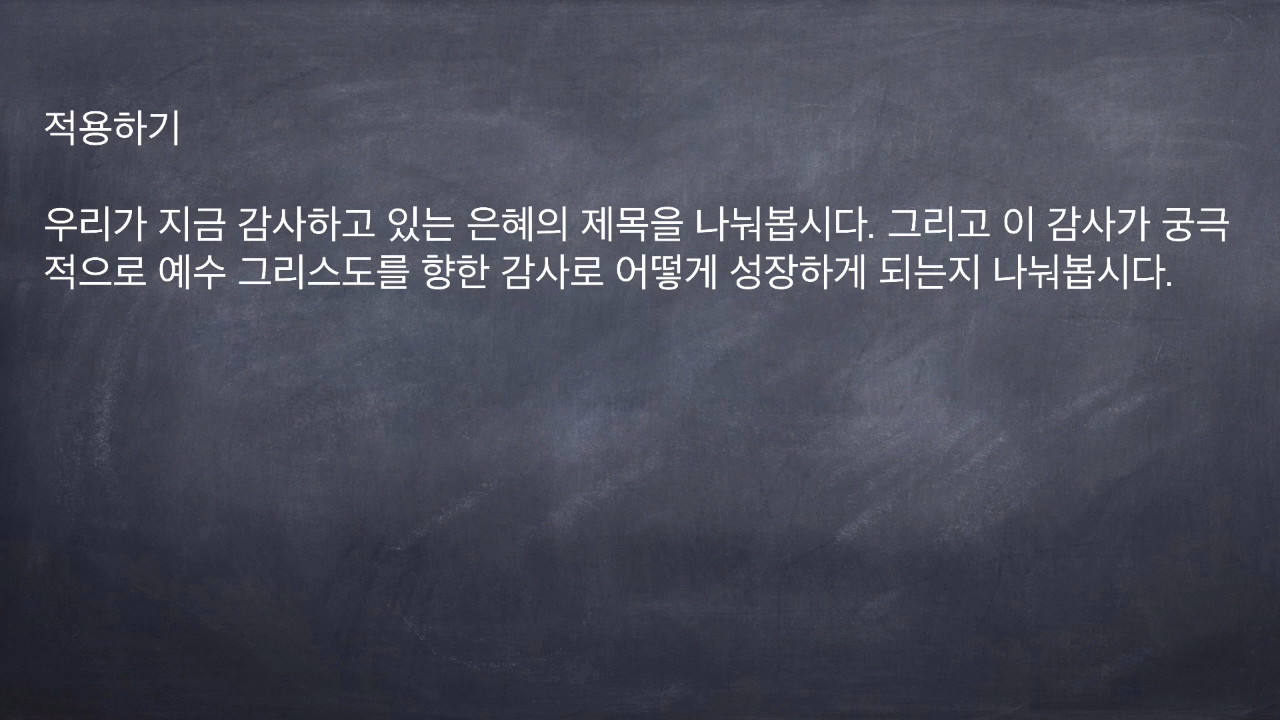 적용하기
우리가 지금 감사하고 있는 은혜의 제목을 나눠봅시다. 그리고 이 감사가 궁극
적으로 예수 그리스도를 향한 감사로 어떻게 성장하게 되는지 나눠봅시다.